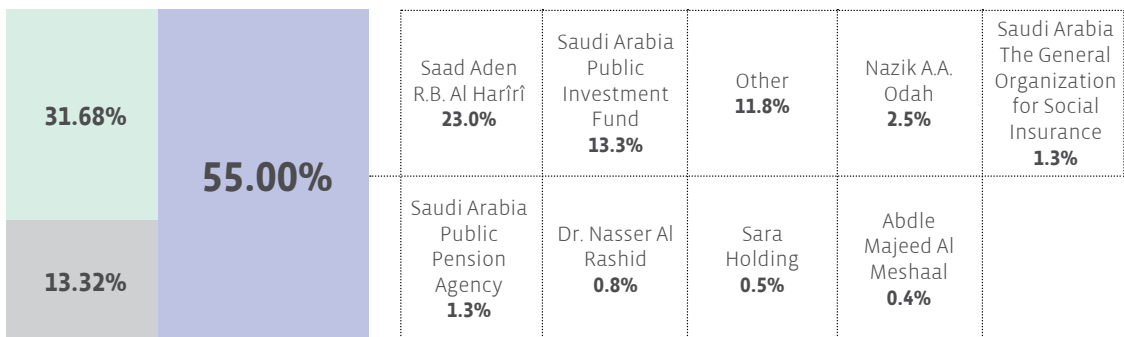 31.68%
13.32%
55.00%
Saad Aden
R.B. Al Harîrî
23.0%
Saudi Arabia
Public
Investment
Fund
13.3%
Other
11.8%
Nazik A.A.
Odah
2.5%
Saudi Arabia
The General
Organization
for Social
Insurance
1.3%
Saudi Arabia
Public
Pension
Agency
1.3%
Dr. Nasser Al
Rashid
0.8%
Sara
Holding
0.5%
Abdle
Majeed Al
Meshaal
0.4%